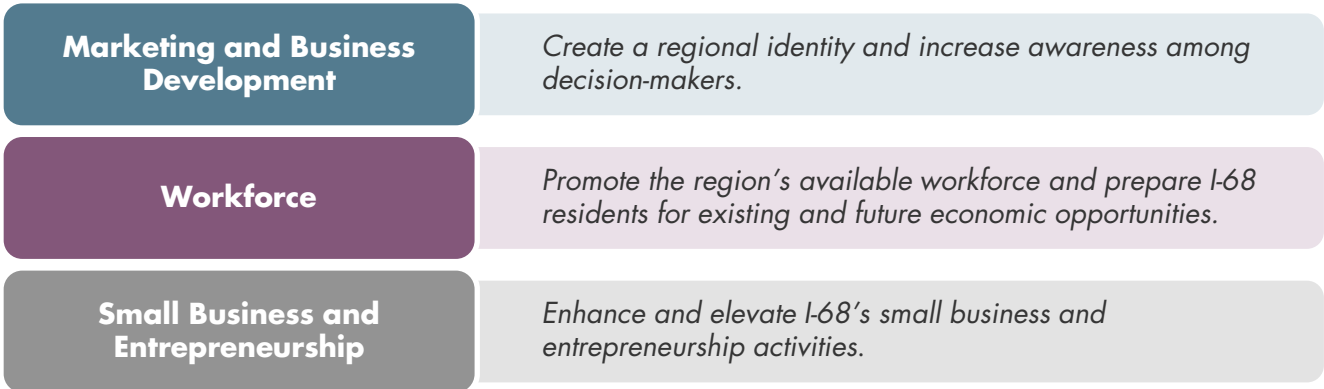 Marketing and Business
Development
Create a regional identity and increase awareness among
decision-makers.
Workforce
Promote the region’s available workforce and prepare I-68
residents for existing and future economic opportunities.
Small Business and
Entrepreneurship
Enhance and elevate I-68’s small business and
entrepreneurship activities.